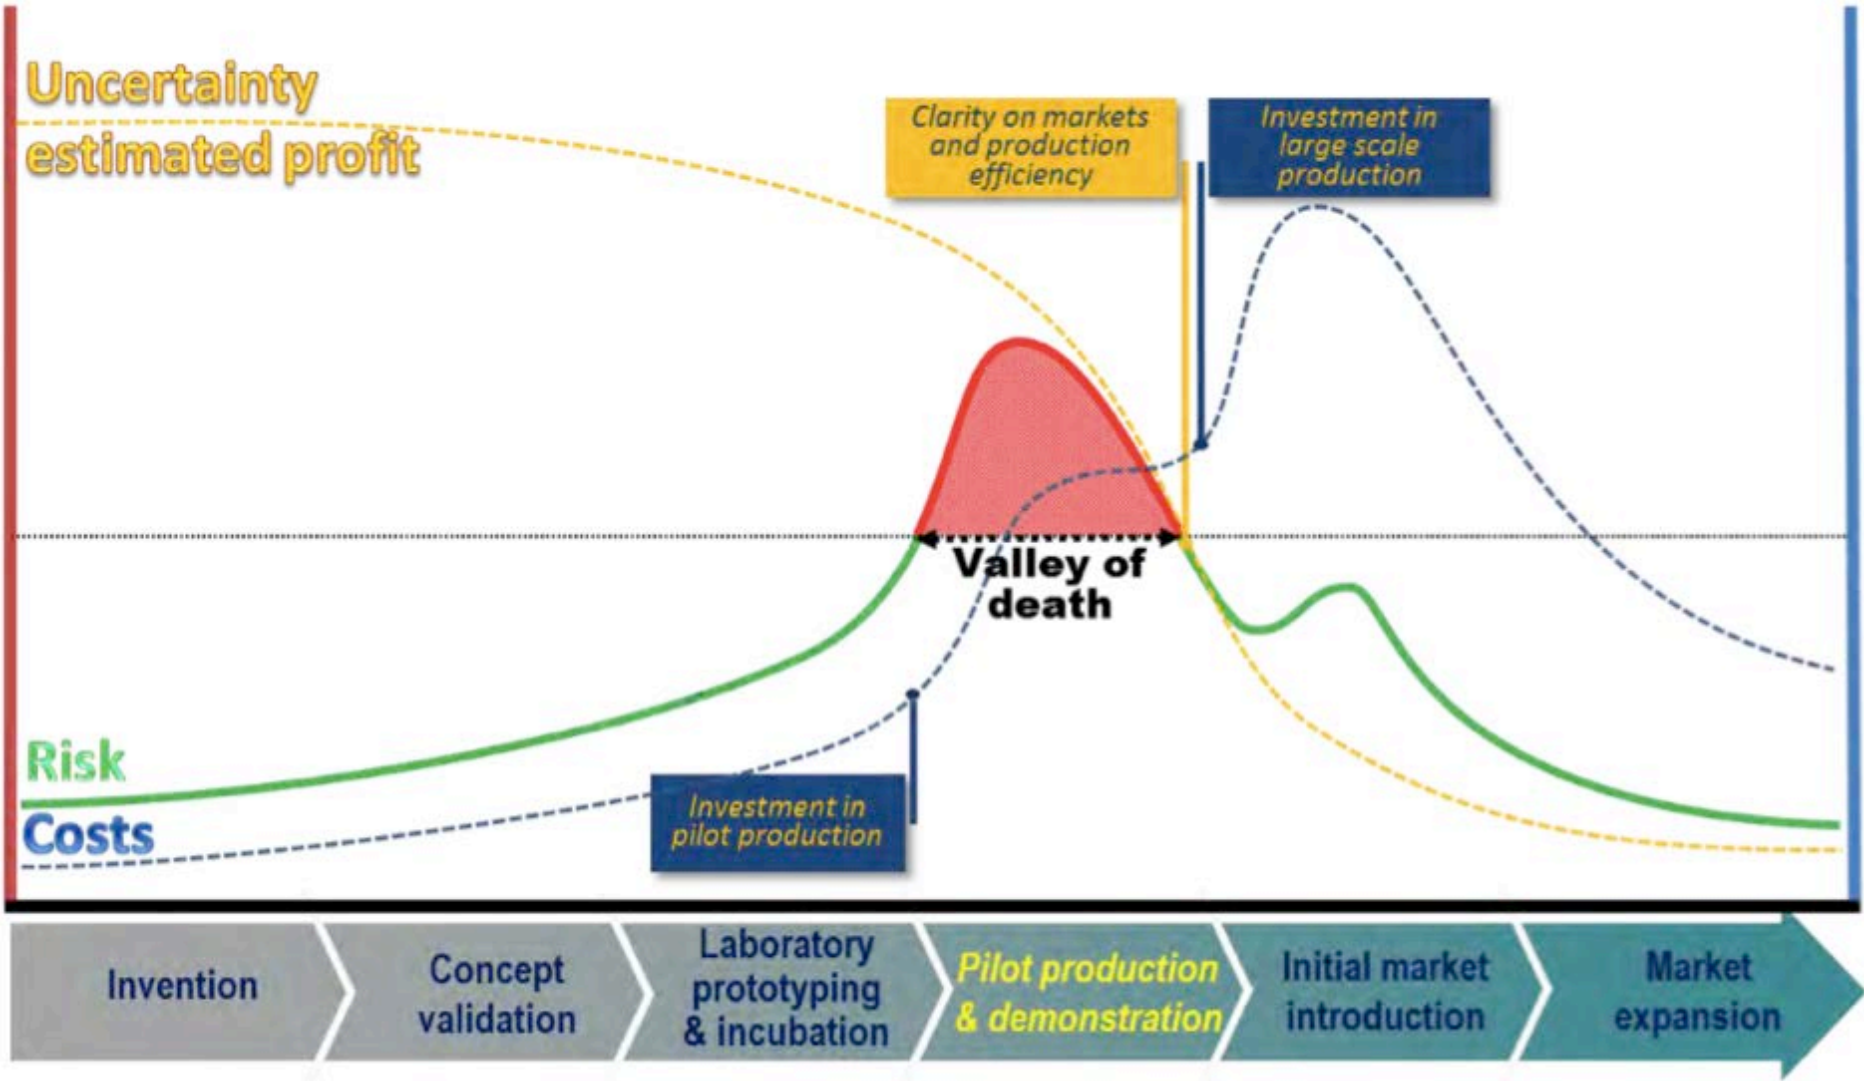 Uncertainty
estimated profit
Clarity on markets
and production
efficiency
Investment in
large scale
production
Valley of
death
Risk
Costs
Investment in
pilot production
Invention
Concept
validation
Laboratory
prototyping
& incubation
Pilot production
& demonstration
Initial market
introduction
Market
expansion